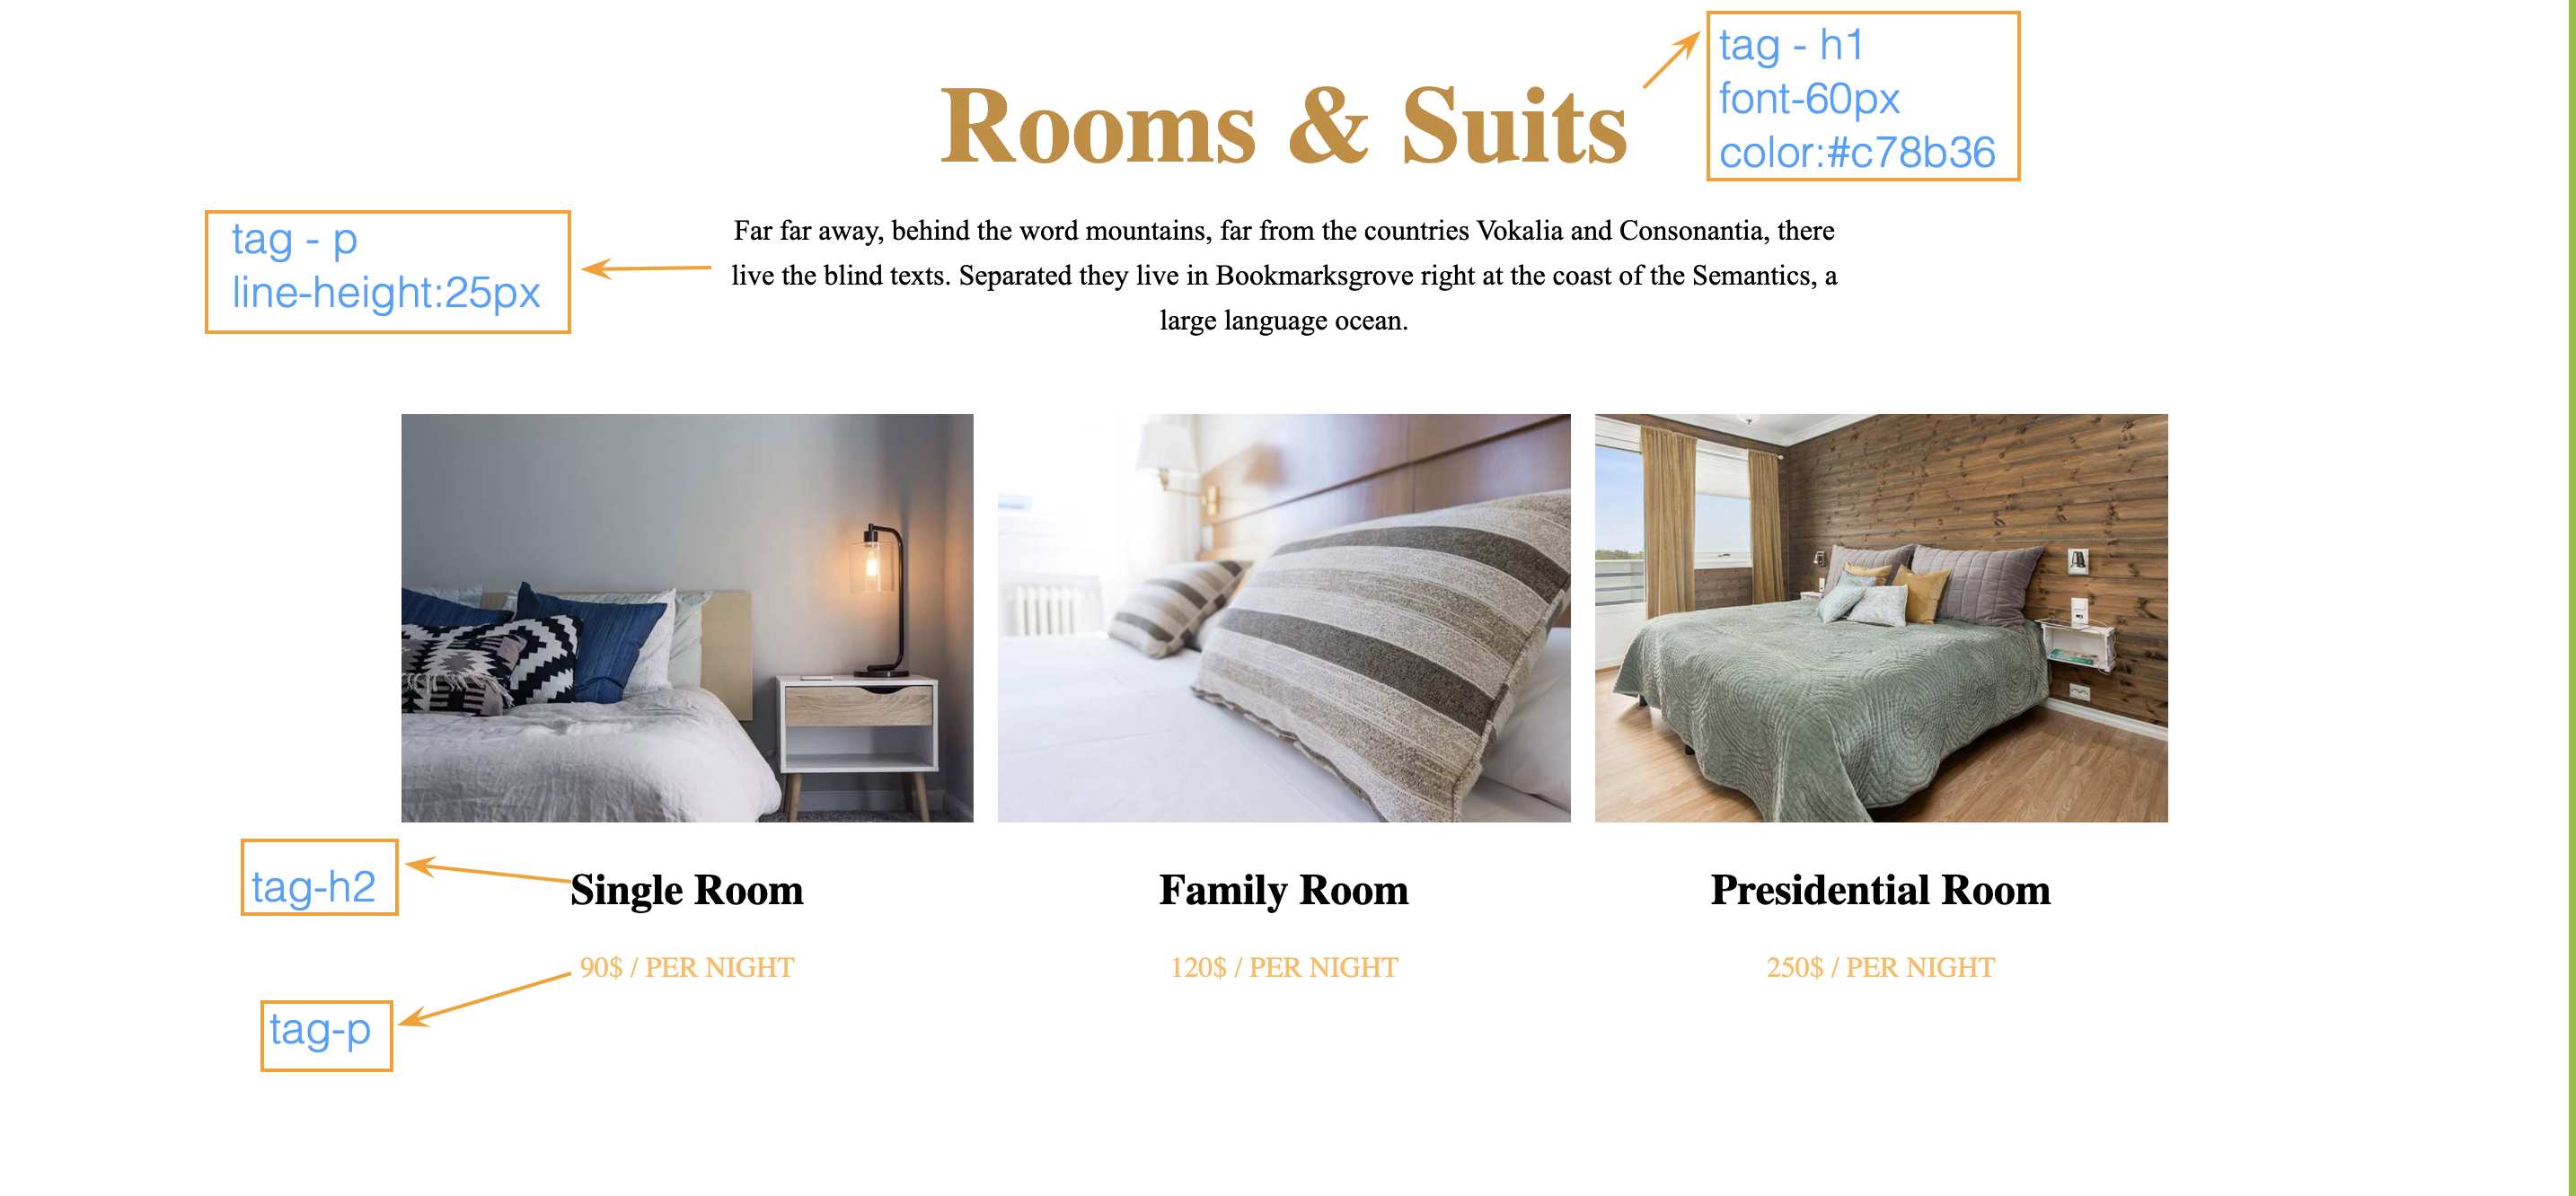 tag - h1
font-60px
color:#c78b36
Rooms & Suits
tag - p
line-height:25px
Far far away, behind the word mountains, far from the countries Vokalia and Consonantia, there
live the blind texts. Separated they live in Bookmarksgrove right at the coast of the Semantics, a
large language ocean.
tag-h2
Single Room
Family Room
Presidential Room
90$ / PER NIGHT
120$ / PER NIGHT
250$ / PER NIGHT
tag-p